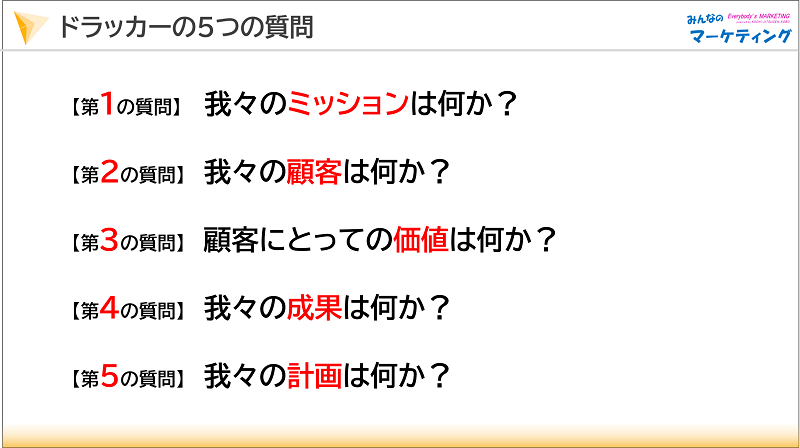 ドラッカーの5つの質問
みんなの Everybody's MARKETING
マーケティング
【第1の質問】 我々のミッションは何か？
【第2の質問】 我々の顧客は何か？
【第3の質問】 顧客にとっての価値は何か？
【第4の質問】 我々の成果は何か？
【第5の質問】 我々の計画は何か？